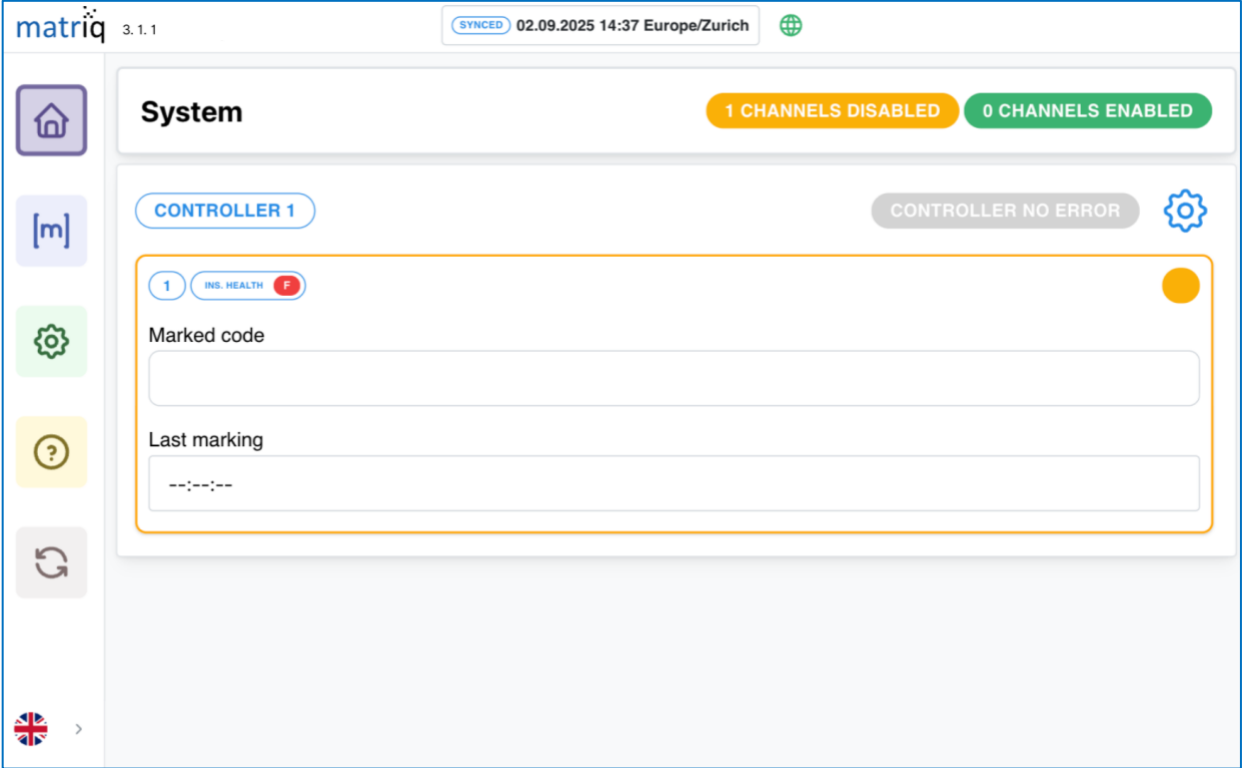 matriq 3.1.1
SYNCED 02.09.2025 14:37 Europe/Zurich
System
1 CHANNELS DISABLED
0 CHANNELS ENABLED
CONTROLLER 1
CONTROLLER NO ERROR
[m]
1
INS. HEALTH F
Marked code
?
Last marking
--:--:--